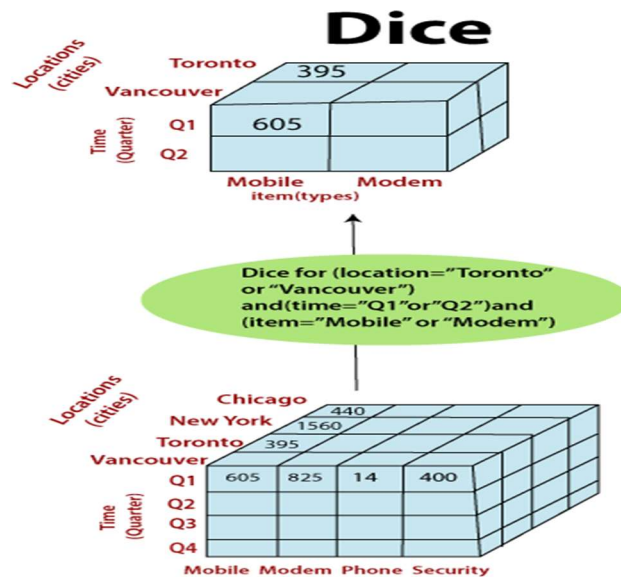 Dice
Locations
(cities)
Toronto
395
Vancouver
Time
(Quarter)
Q1
605
Q2
Mobile Modem
item(types)
Dice for (location=”Toronto”
or “Vancouver”)
and(time=”Q1”or”Q2”)and
(item=”Mobile” or “Modem”)
Locations
(cities)
Chicago
440
New York
1560
Toronto
395
Vancouver
Time
(Quarter)
Q1
605 825 14 400
Q2
Q3
Q4
Mobile Modem Phone Security